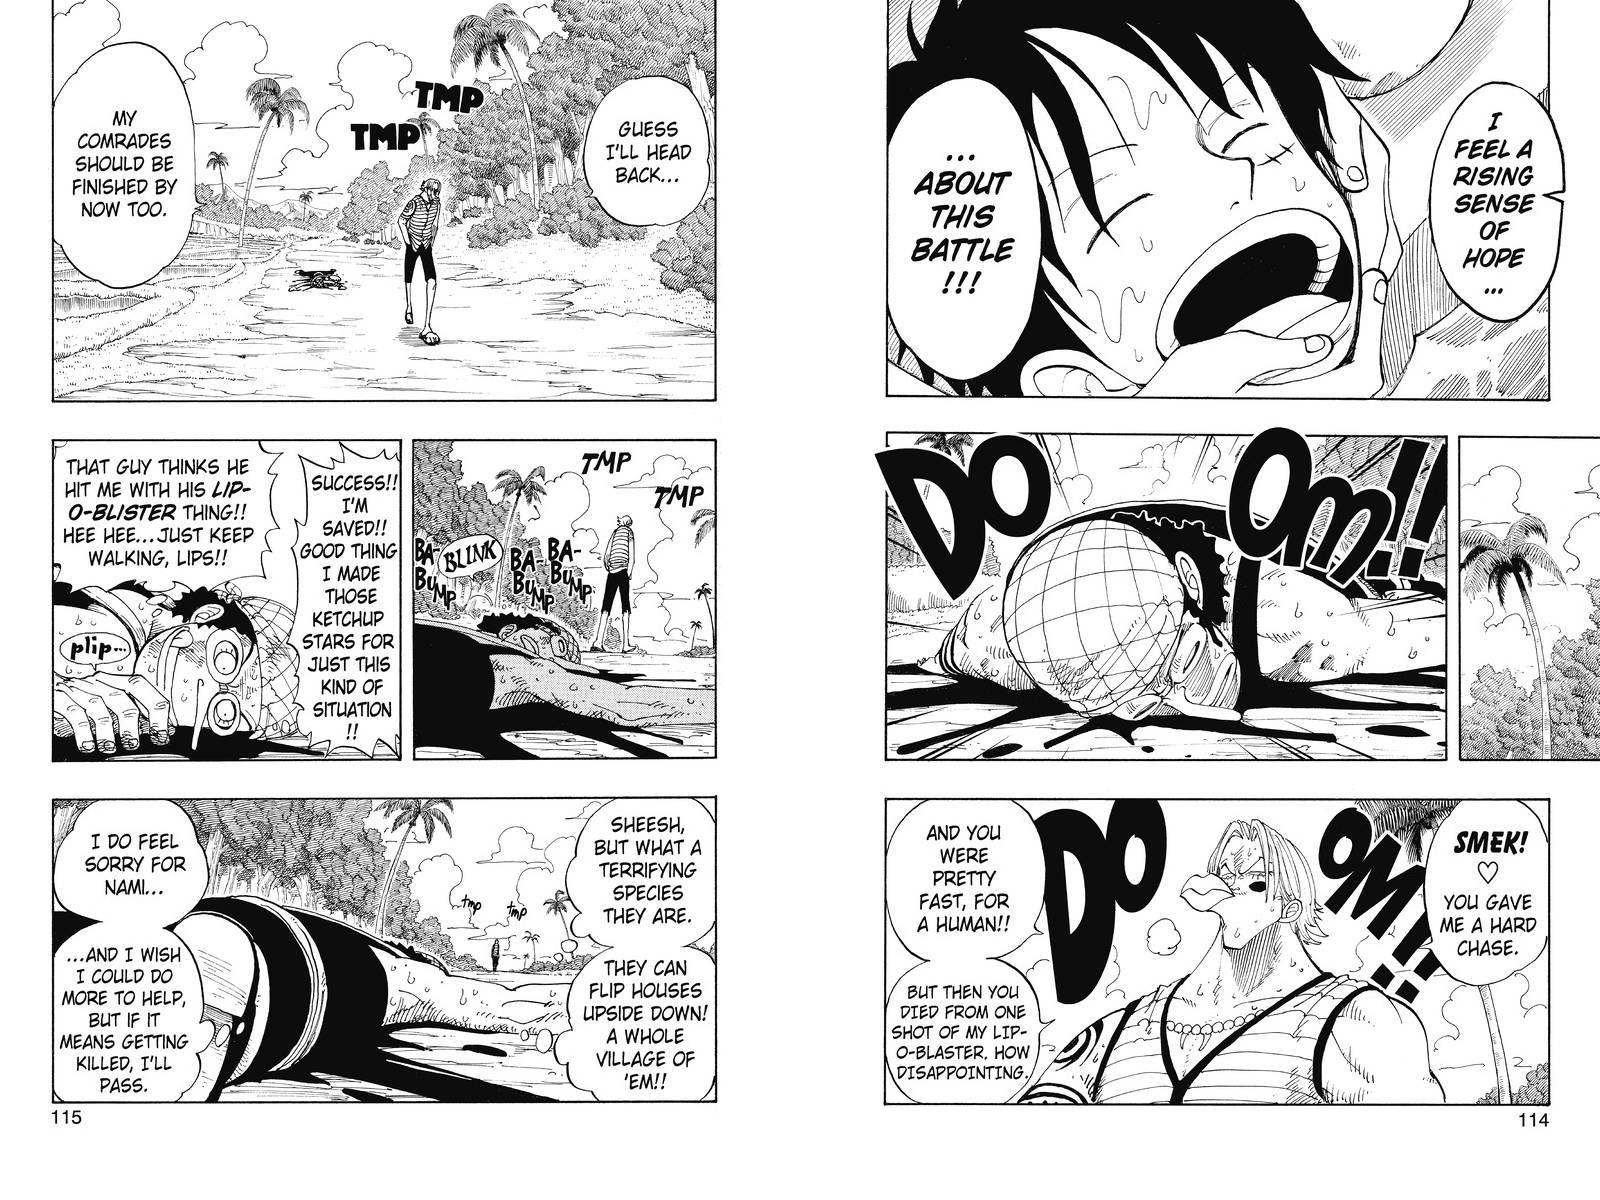 I
FEEL A
RISING
SENSE
OF
HOPE
...
...
ABOUT
THIS
BATTLE
!!!
DO
OM!!
SMEK!
♡
YOU GAVE
ME A HARD
CHASE.
DO
OM!!
AND YOU
WERE
PRETTY
FAST, FOR
A HUMAN!!
BUT THEN YOU
DIED FROM ONE
SHOT OF MY LIP-
O-BLASTER. HOW
DISAPPOINTING.
114
GUESS
I'LL HEAD
BACK...
TMP
TMP
MY
COMRADES
SHOULD BE
FINISHED BY
NOW TOO.
TMP
TMP
BA-
BUMP
BLINK
BA-
BUMP
BA-
BUMP
SUCCESS!!
I'M
SAVED!!
GOOD THING
I MADE
THOSE
KETCHUP
STARS FOR
JUST THIS
KIND OF
SITUATION
!!
THAT GUY THINKS HE
HIT ME WITH HIS LIP-
O-BLISTER THING!!
HEE HEE...JUST KEEP
WALKING, LIPS!!
plip...
SHEESH,
BUT WHAT A
TERRIFYING
SPECIES
THEY ARE.
THEY CAN
FLIP HOUSES
UPSIDE DOWN!
A WHOLE
VILLAGE OF
'EM!!
tmp
tmp
I DO FEEL
SORRY FOR
NAMI...
...AND I WISH
I COULD DO
MORE TO HELP,
BUT IF IT
MEANS GETTING
KILLED, I'LL
PASS.
115